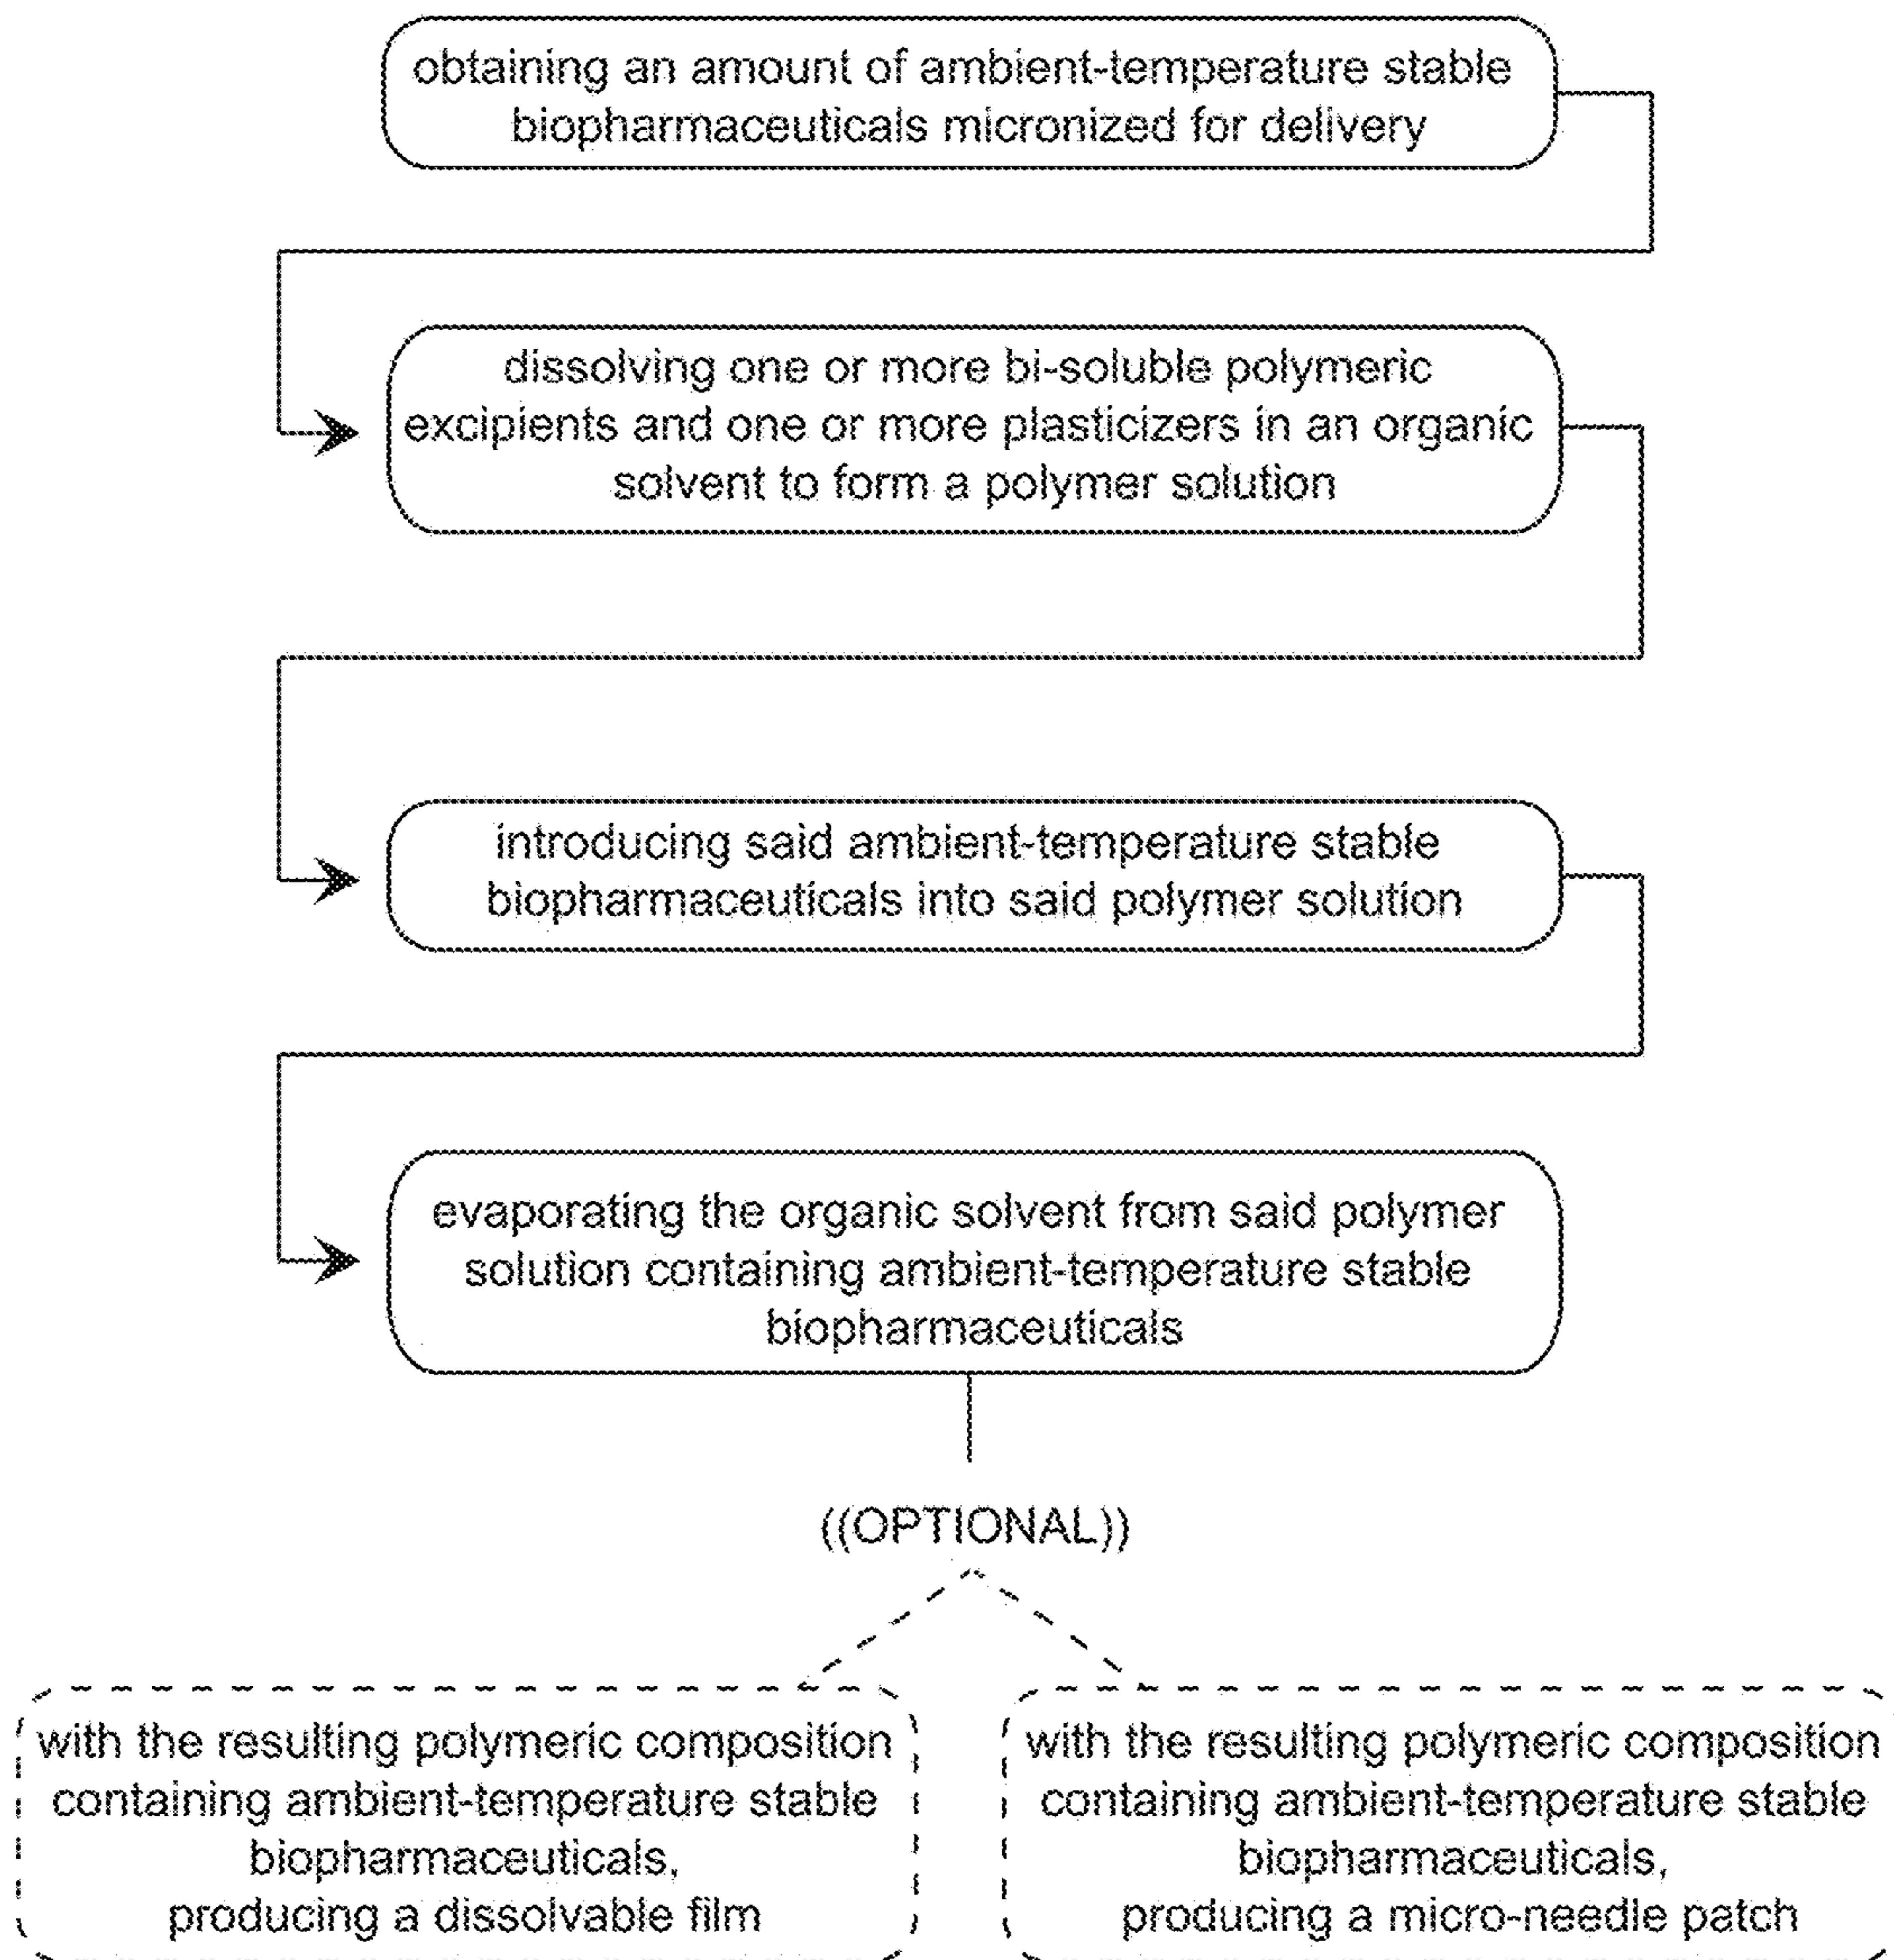 obtaining an amount of ambient-temperature stable
biopharmaceuticals micronized for delivery
dissolving one or more bi-soluble polymeric
excipients and one or more plasticizers in an organic
solvent to form a polymer solution
introducing said ambient-temperature stable
biopharmaceuticals into said polymer solution
evaporating the organic solvent from said polymer
solution containing ambient-temperature stable
biopharmaceuticals
((OPTIONAL))
with the resulting polymeric composition
containing ambient-temperature stable
biopharmaceuticals,
producing a dissolvable film
with the resulting polymeric composition
containing ambient-temperature stable
biopharmaceuticals,
producing a micro-needle patch